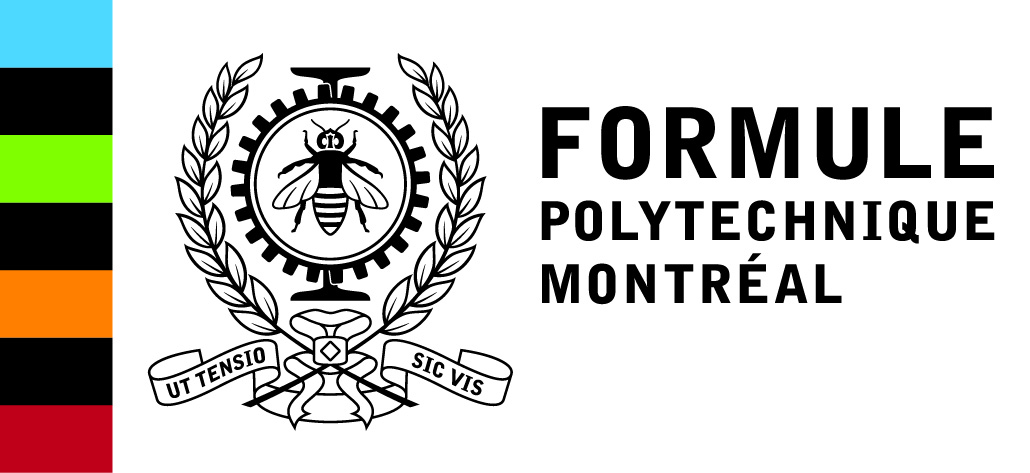 UT TENSIO
SIC VIS
FORMULE
POLYTECHNIQUE
MONTRÉAL